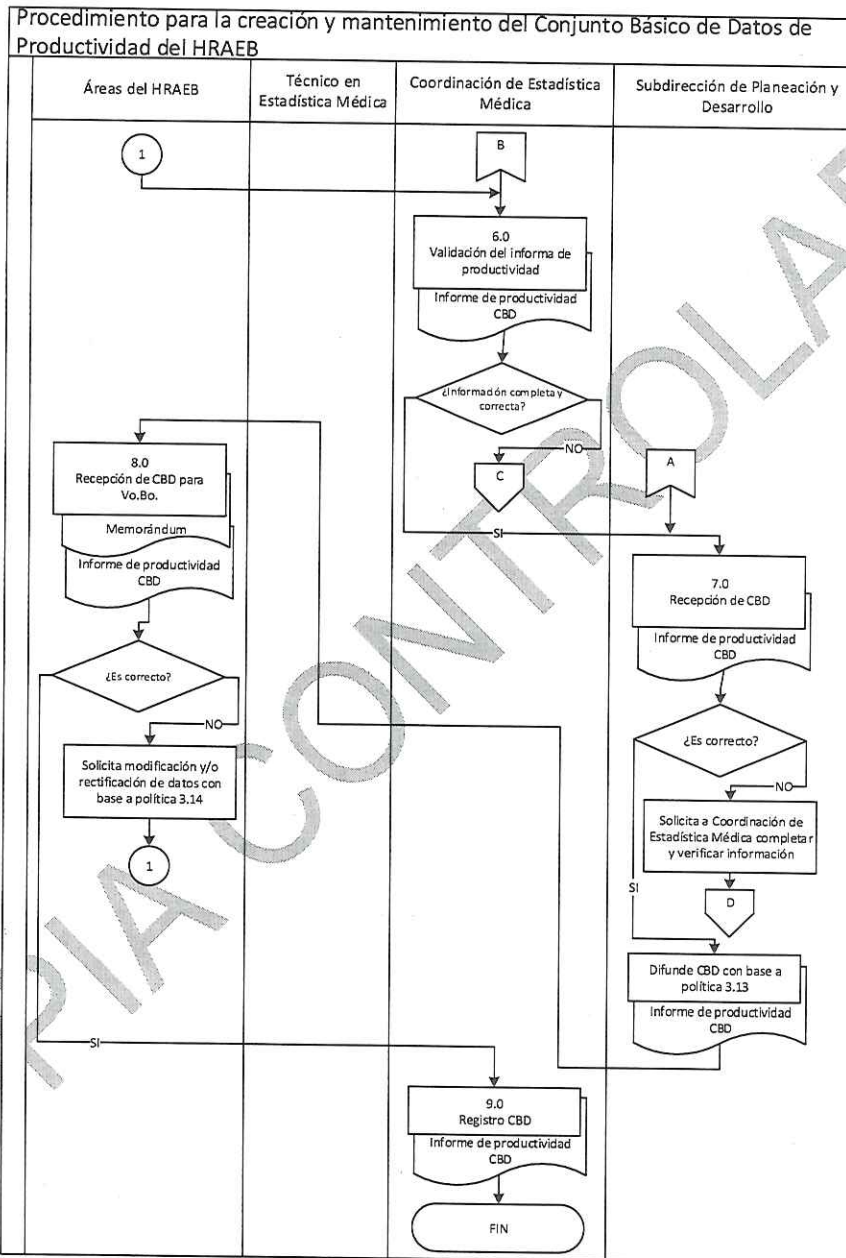 Procedimiento para la creación y mantenimiento del Conjunto Básico de Datos de
Productividad del HRAEB
Áreas del HRAEB
Técnico en
Estadística Médica
Coordinación de Estadística
Médica
Subdirección de Planeación y
Desarrollo
1
B
6.0
Validación del informa de
productividad
Informe de productividad
CBD
¿Información completa y
correcta?
NO
C
SI
A
8.0
Recepción de CBD para
Vo.Bo.
Memorándum
Informe de productividad
CBD
¿Es correcto?
NO
Solicita modificación y/o
rectificación de datos con
base a política 3.14
1
SI
7.0
Recepción de CBD
Informe de productividad
CBD
¿Es correcto?
NO
Solicita a Coordinación de
Estadística Médica completar
y verificar información
D
SI
Difunde CBD con base a
política 3.13
Informe de productividad
CBD
9.0
Registro CBD
Informe de productividad
CBD
FIN
PIA CONTROLA